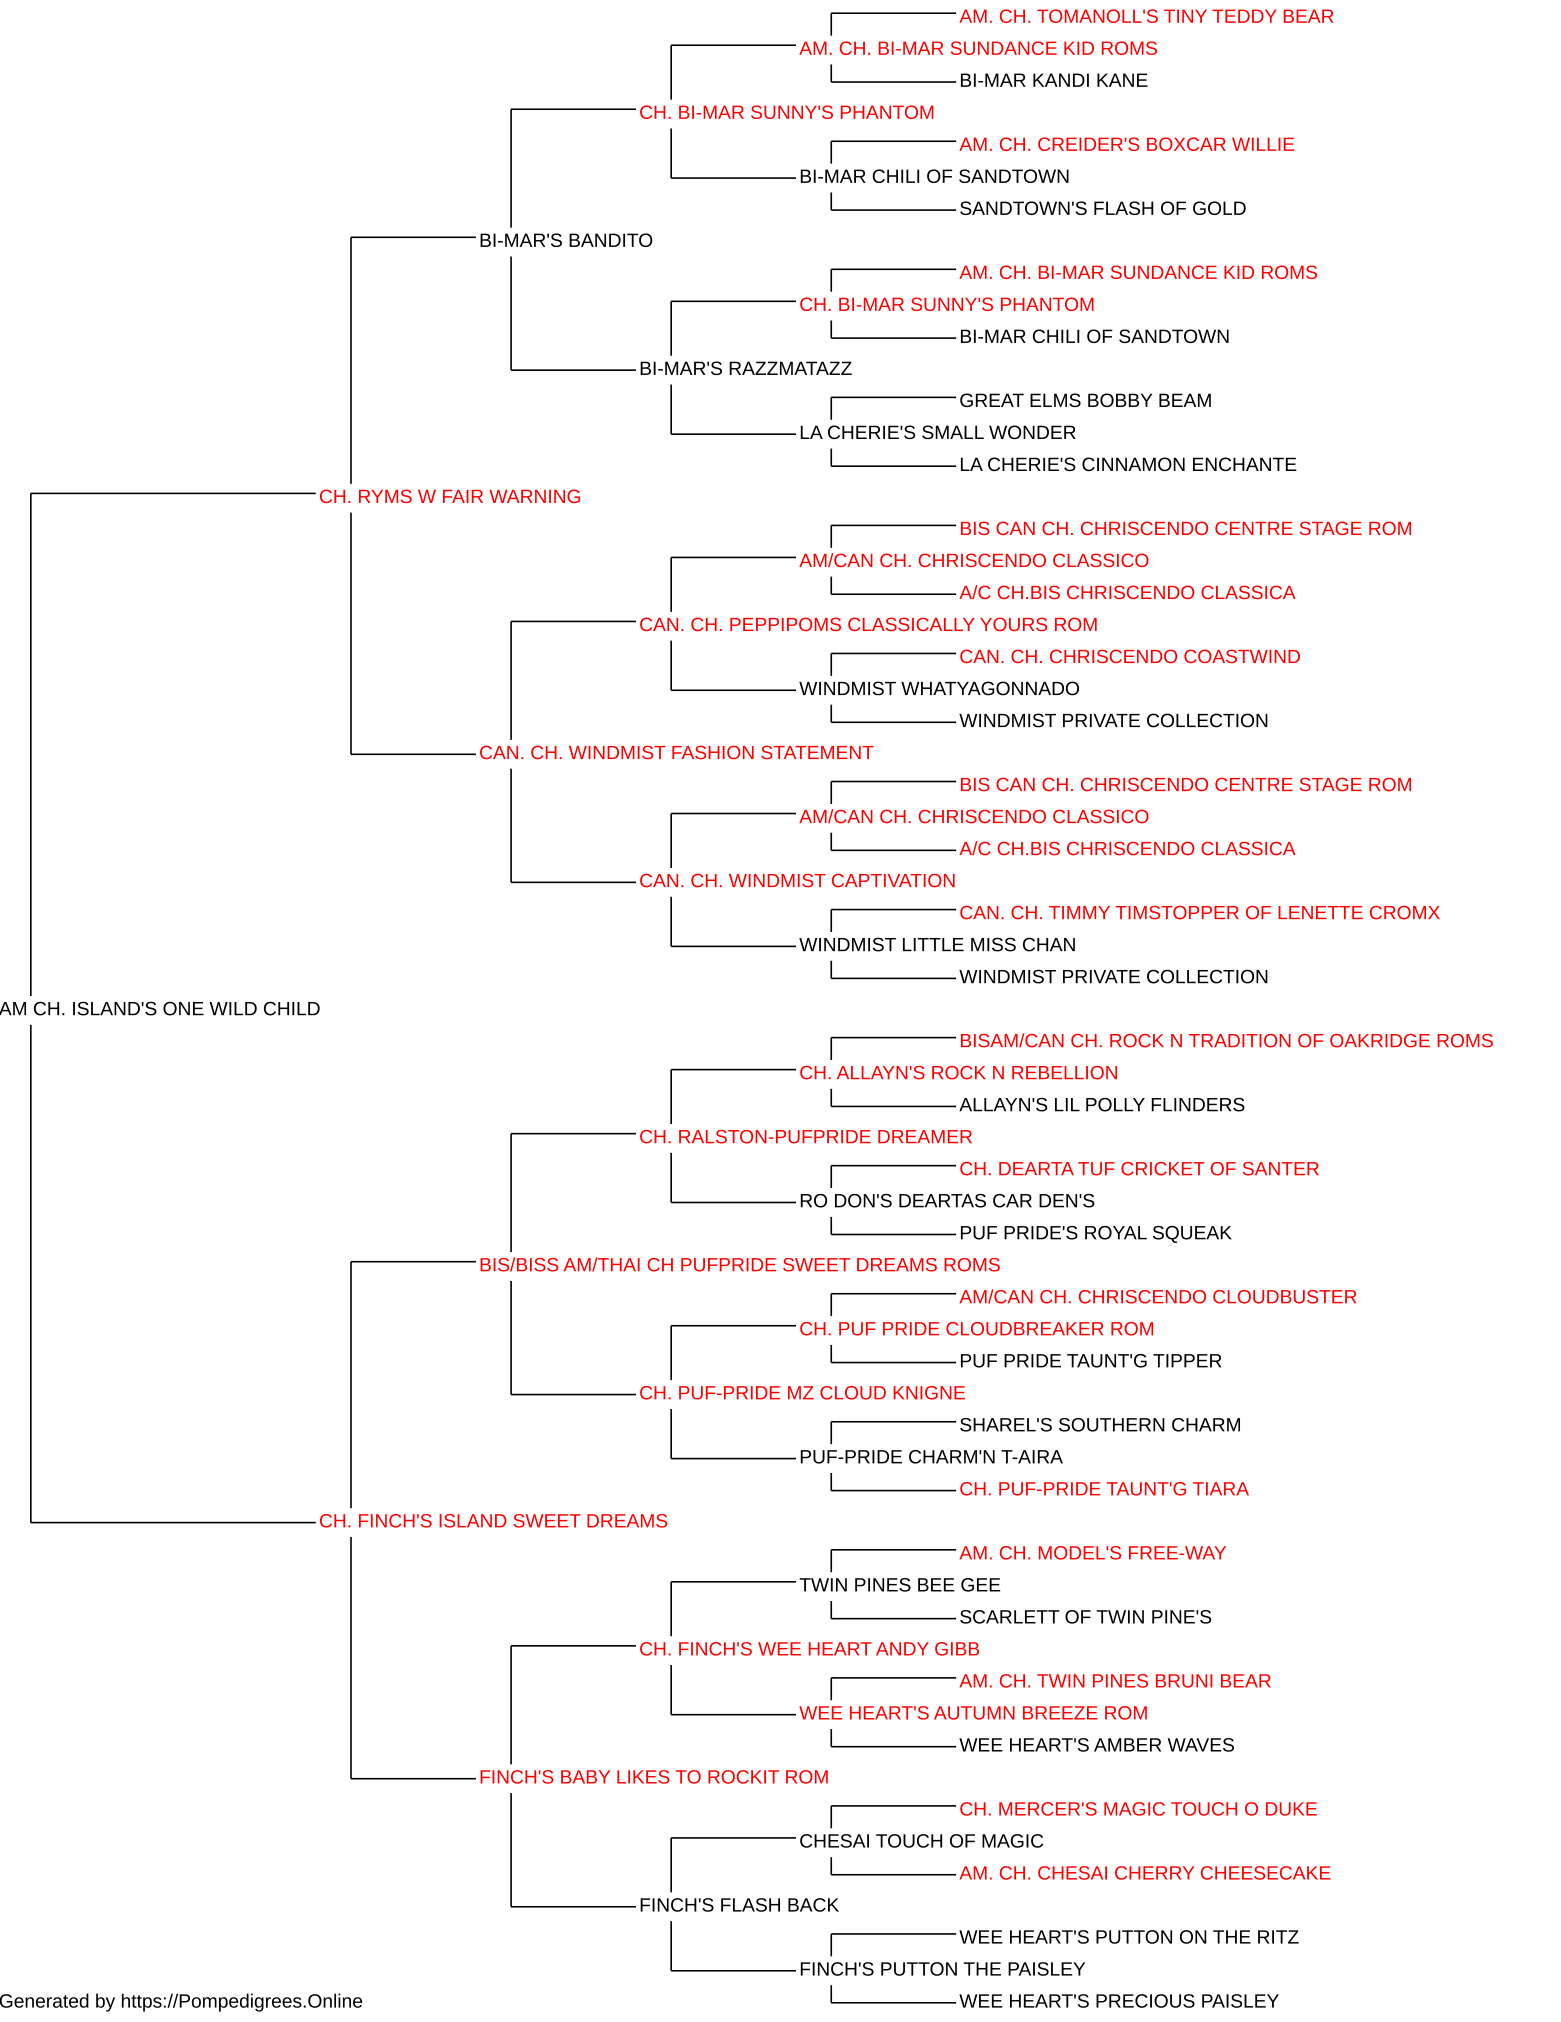 AM. CH. TOMANOLL'S TINY TEDDY BEAR
AM. CH. BI-MAR SUNDANCE KID ROMS
BI-MAR KANDI KANE
CH. BI-MAR SUNNY'S PHANTOM
AM. CH. CREIDER'S BOXCAR WILLIE
BI-MAR CHILI OF SANDTOWN
SANDTOWN'S FLASH OF GOLD
BI-MAR'S BANDITO
AM. CH. BI-MAR SUNDANCE KID ROMS
CH. BI-MAR SUNNY'S PHANTOM
BI-MAR CHILI OF SANDTOWN
BI-MAR'S RAZZMATAZZ
GREAT ELMS BOBBY BEAM
LA CHERIE'S SMALL WONDER
LA CHERIE'S CINNAMON ENCHANTE
CH. RYMS W FAIR WARNING
BIS CAN CH. CHRISCENDO CENTRE STAGE ROM
AM/CAN CH. CHRISCENDO CLASSICO
A/C CH.BIS CHRISCENDO CLASSICA
CAN. CH. PEPPIPOMS CLASSICALLY YOURS ROM
CAN. CH. CHRISCENDO COASTWIND
WINDMIST WHATYAGONNADO
WINDMIST PRIVATE COLLECTION
CAN. CH. WINDMIST FASHION STATEMENT
BIS CAN CH. CHRISCENDO CENTRE STAGE ROM
AM/CAN CH. CHRISCENDO CLASSICO
A/C CH.BIS CHRISCENDO CLASSICA
CAN. CH. WINDMIST CAPTIVATION
CAN. CH. TIMMY TIMSTOPPER OF LENETTE CROMX
WINDMIST LITTLE MISS CHAN
WINDMIST PRIVATE COLLECTION
AM CH. ISLAND'S ONE WILD CHILD
BISAM/CAN CH. ROCK N TRADITION OF OAKRIDGE ROMS
CH. ALLAYN'S ROCK N REBELLION
ALLAYN'S LIL POLLY FLINDERS
CH. RALSTON-PUFPRIDE DREAMER
CH. DEARTA TUF CRICKET OF SANTER
RO DON'S DEARTAS CAR DEN'S
PUF PRIDE'S ROYAL SQUEAK
BIS/BISS AM/THAI CH PUFPRIDE SWEET DREAMS ROMS
AM/CAN CH. CHRISCENDO CLOUDBUSTER
CH. PUF PRIDE CLOUDBREAKER ROM
PUF PRIDE TAUNT'G TIPPER
CH. PUF-PRIDE MZ CLOUD KNIGNE
SHAREL'S SOUTHERN CHARM
PUF-PRIDE CHARM'N T-AIRA
CH. PUF-PRIDE TAUNT'G TIARA
CH. FINCH'S ISLAND SWEET DREAMS
AM. CH. MODEL'S FREE-WAY
TWIN PINES BEE GEE
SCARLETT OF TWIN PINE'S
CH. FINCH'S WEE HEART ANDY GIBB
AM. CH. TWIN PINES BRUNI BEAR
WEE HEART'S AUTUMN BREEZE ROM
WEE HEART'S AMBER WAVES
FINCH'S BABY LIKES TO ROCKIT ROM
CH. MERCER'S MAGIC TOUCH O DUKE
CHESAI TOUCH OF MAGIC
AM. CH. CHESAI CHERRY CHEESECAKE
FINCH'S FLASH BACK
WEE HEART'S PUTTON ON THE RITZ
FINCH'S PUTTON THE PAISLEY
WEE HEART'S PRECIOUS PAISLEY
Generated by https://Pompedigrees.Online